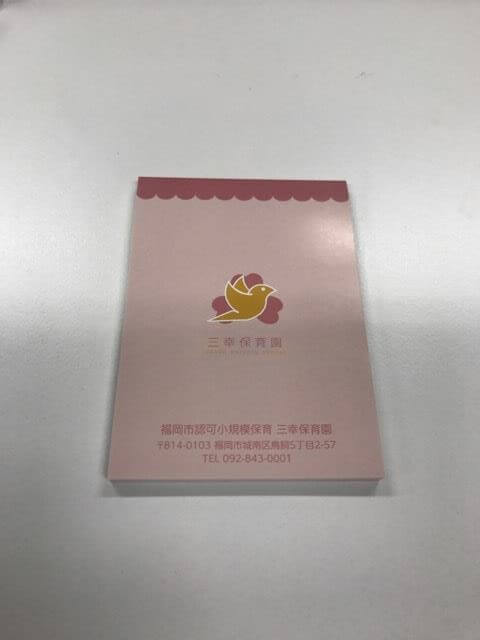 三幸保育園
福岡市認可小規模保育 三幸保育園
〒814-0103 福岡市城南区鳥飼5丁目2-57
TEL 092-843-0001